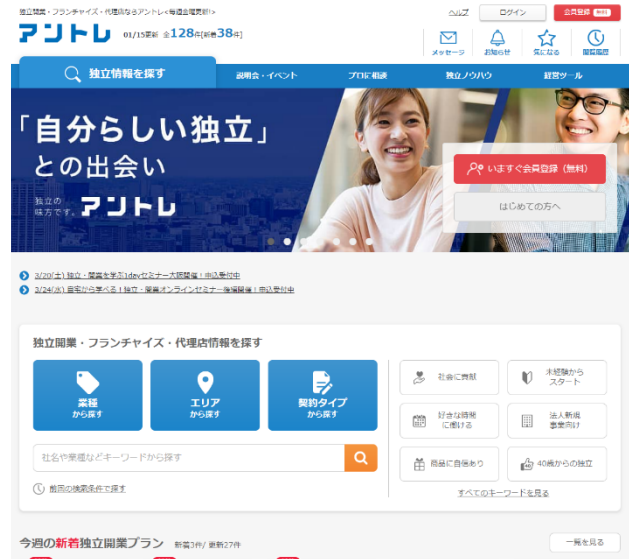 独立開業・フランチャイズ・代理店ならアントレ<毎週金曜更新!>
ヘルプ
ログイン
会員登録 無料
アントレ
01/15更新 全128件[新着38件]
メッセージ
お知らせ
気になる
閲覧履歴
独立情報を探す
説明会・イベント
プロに相談
独立ノウハウ
経営ツール
「自分らしい独立」
との出会い
独立の
味方です。アントレ
いますぐ会員登録（無料）
はじめての方へ
3/20(土) 独立・開業を学ぶ1dayセミナー大阪開催！申込受付中
3/24(水) 自宅から学べる！独立・開業オンラインセミナー後編開催！申込受付中
独立開業・フランチャイズ・代理店情報を探す
業種
から探す
エリア
から探す
契約タイプ
から探す
社会に貢献
未経験から
スタート
好きな時間
に働ける
法人新規
事業向け
商品に自信あり
40歳からの独立
社名や業種などキーワードから探す
前回の検索条件で探す
すべてのキーワードを見る
今週の新着独立開業プラン 新着3件/ 更新27件
一覧を見る